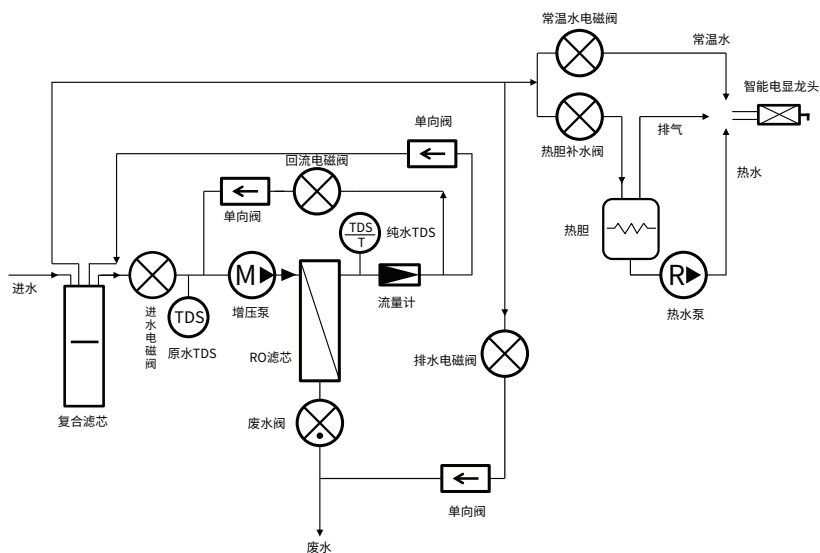 常温水电磁阀
常温水
智能电显龙头
单向阀
排气
热胆补水阀
回流电磁阀
热水
单向阀
TDS
T
纯水TDS
热胆
进水
M
R
流量计
进水电磁阀
TDS
增压泵
热水泵
原水TDS
RO滤芯
排水电磁阀
复合滤芯
废水阀
单向阀
废水